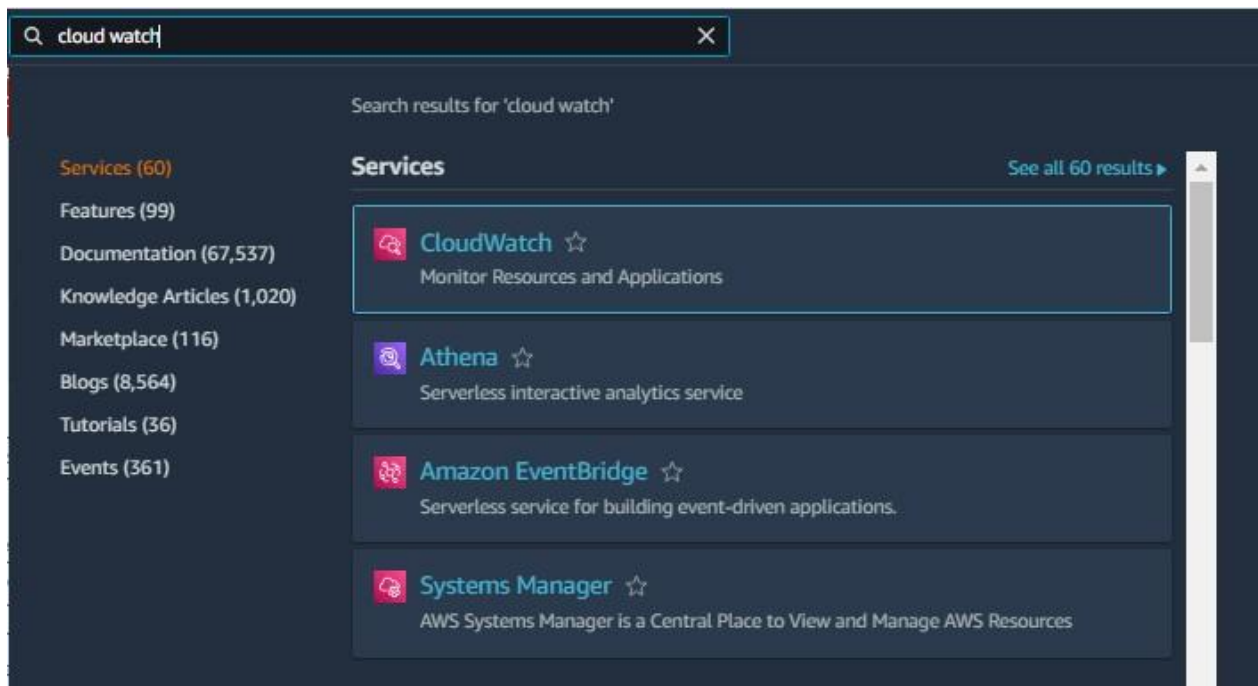 cloud watch
Search results for 'cloud watch'
Services (60)
Features (99)
Documentation (67,537)
Knowledge Articles (1,020)
Marketplace (116)
Blogs (8,564)
Tutorials (36)
Events (361)
Services
See all 60 results
CloudWatch
Monitor Resources and Applications
Athena
Serverless interactive analytics service
Amazon EventBridge
Serverless service for building event-driven applications.
Systems Manager
AWS Systems Manager is a Central Place to View and Manage AWS Resources